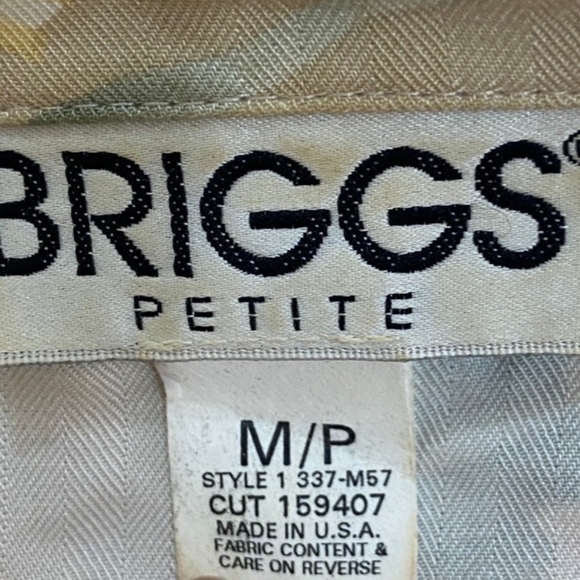 BRIGGS®
PETITE
M/P
STYLE 1 337-M57
CUT 159407
MADE IN U.S.A.
FABRIC CONTENT &
CARE ON REVERSE